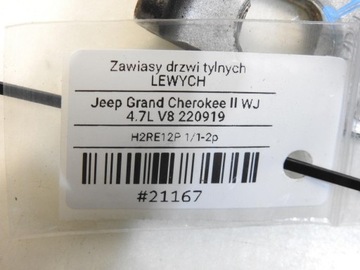 Zawiasy drzwi tylnych
LEWYCH
Jeep Grand Cherokee II WJ
4.7L V8 220919
H2RE12P 1/1-2p
#21167